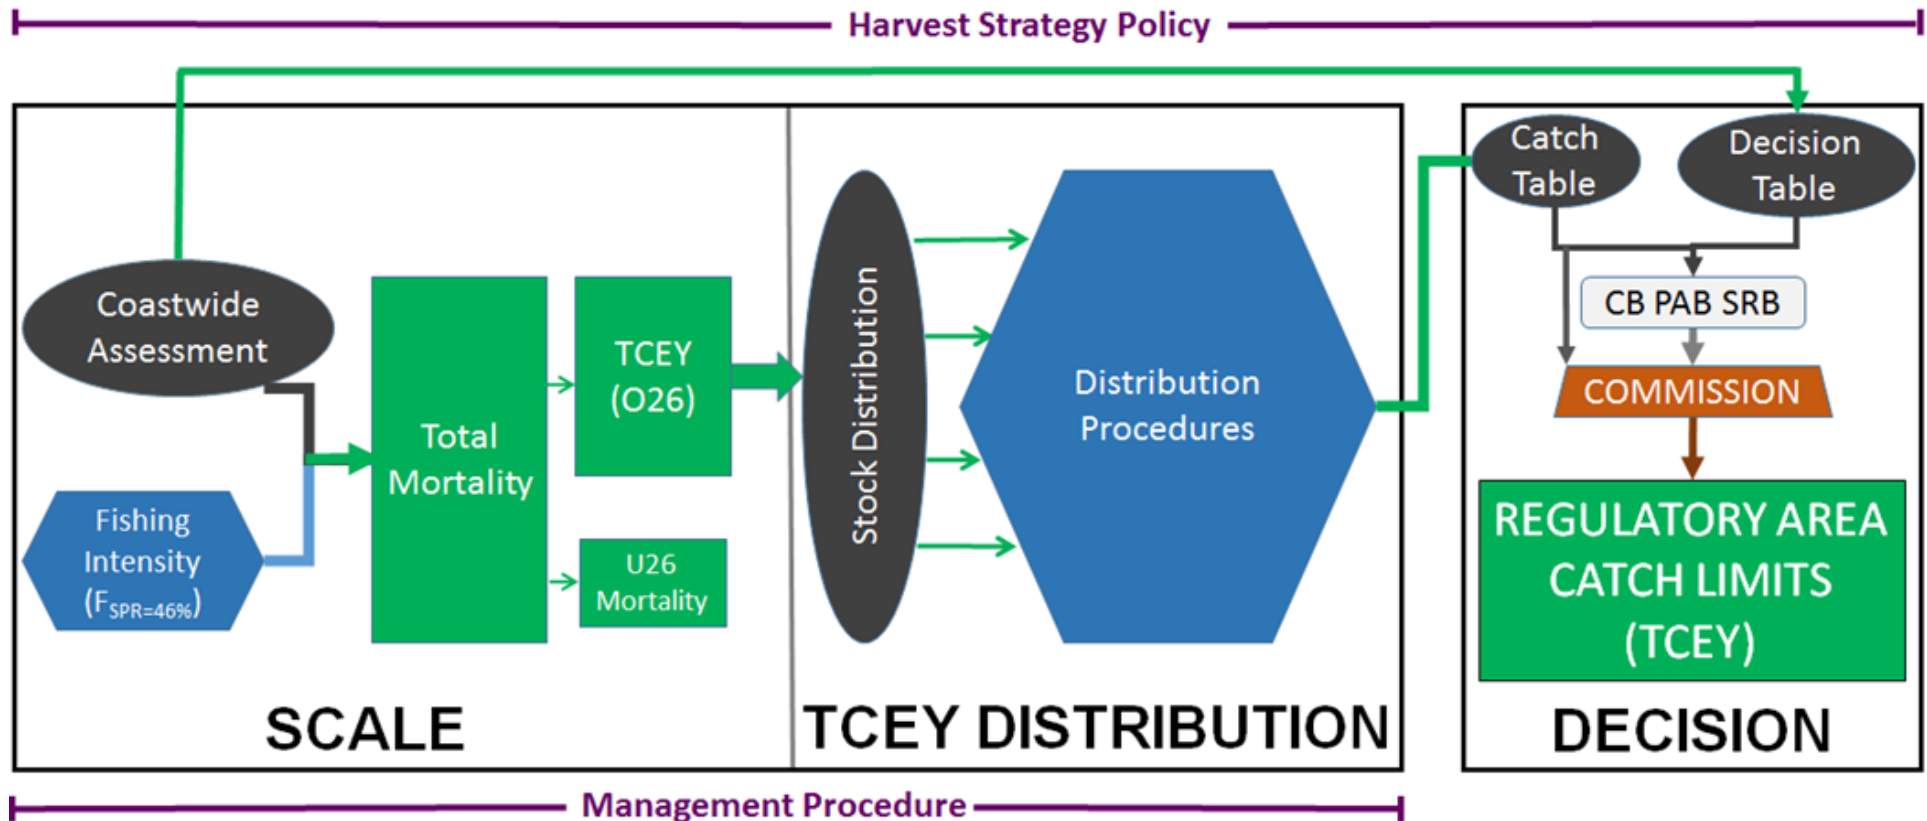 Harvest Strategy Policy
Coastwide
Assessment
Fishing
Intensity
(FSPR=46%)
Total
Mortality
TCEY
(O26)
U26
Mortality
SCALE
Stock Distribution
Distribution
Procedures
TCEY DISTRIBUTION
Catch
Table
Decision
Table
CB PAB SRB
COMMISSION
REGULATORY AREA
CATCH LIMITS
(TCEY)
DECISION
Management Procedure